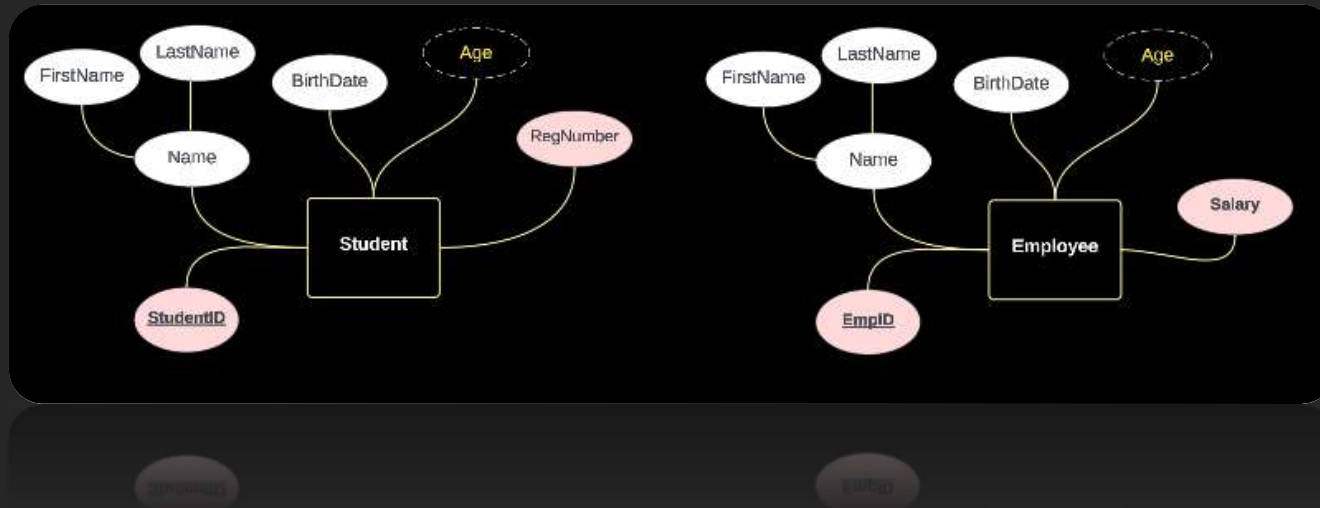 FirstName
LastName
BirthDate
Age
RegNumber
Name
Student
StudentID
FirstName
LastName
BirthDate
Age
Name
Salary
Employee
EmpID